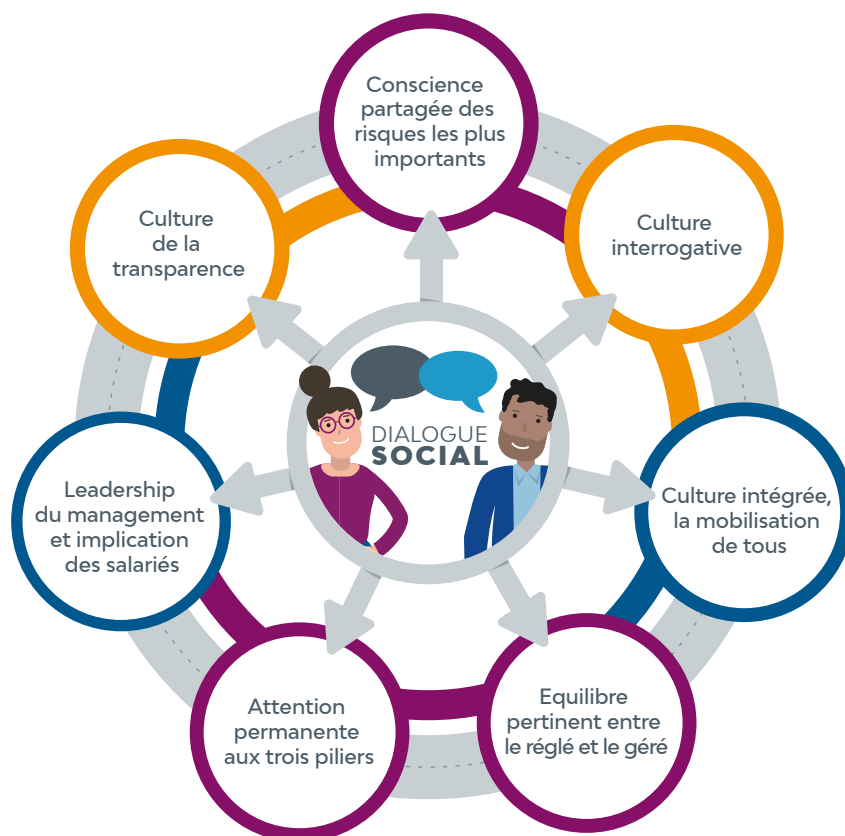 Conscience
partagée des
risques les plus
importants
Culture
interrogative
Culture intégrée,
la mobilisation
de tous
Equilibre
pertinent entre
le réglé et le géré
Attention
permanente
aux trois piliers
Leadership
du management
et implication
des salariés
Culture
de la
transparence
DIALOGUE
SOCIAL